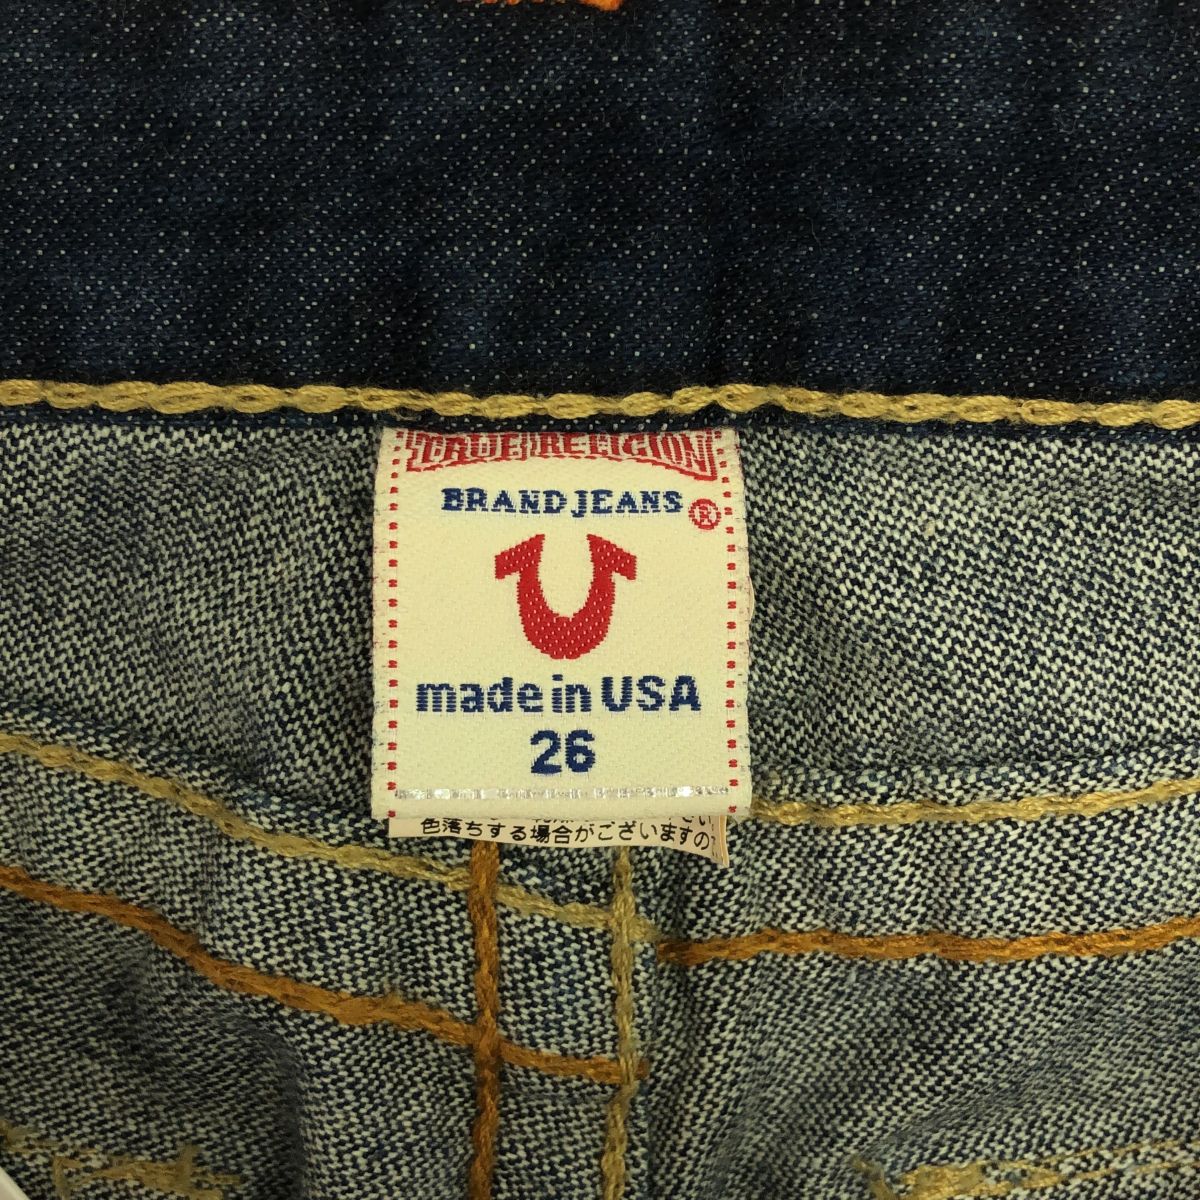 TRUE RELIGION
BRAND JEANS ®
made in USA
26
色落ちする場合がございますの